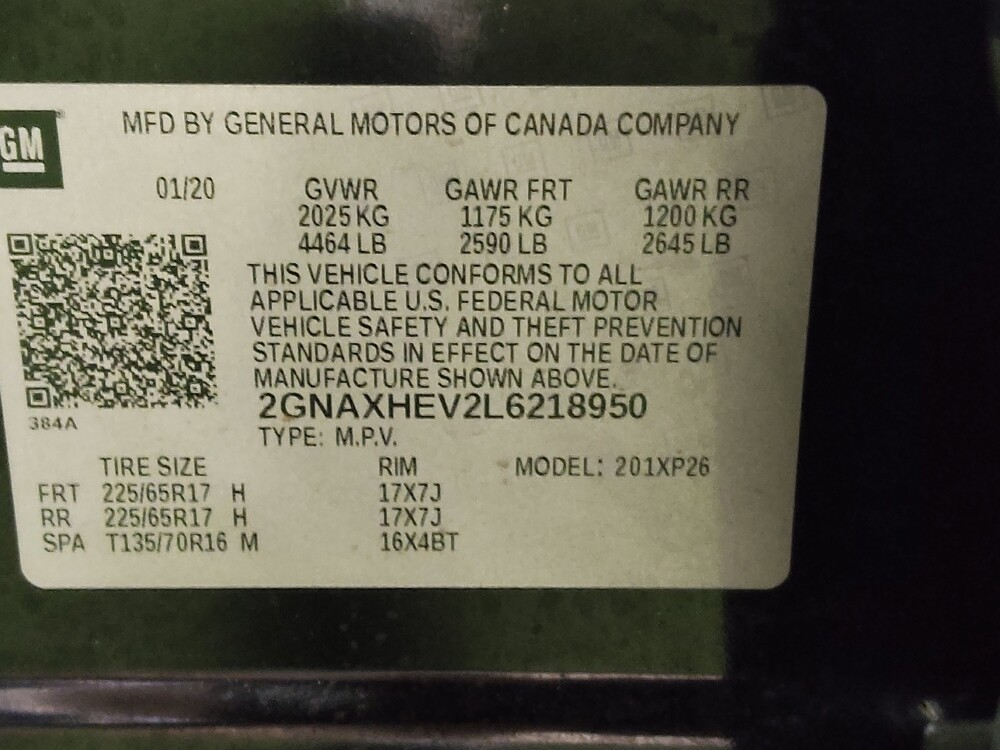 GM
MFD BY GENERAL MOTORS OF CANADA COMPANY
01/20 GVWR GAWR FRT GAWR RR
2025 KG 1175 KG 1200 KG
4464 LB 2590 LB 2645 LB
THIS VEHICLE CONFORMS TO ALL
APPLICABLE U.S. FEDERAL MOTOR
VEHICLE SAFETY AND THEFT PREVENTION
STANDARDS IN EFFECT ON THE DATE OF
MANUFACTURE SHOWN ABOVE.
2GNAXHEV2L6218950
384A
TYPE: M.P.V.
TIRE SIZE RIM MODEL: 201XP26
FRT 225/65R17 H 17X7J
RR 225/65R17 H 17X7J
SPA T135/70R16 M 16X4BT